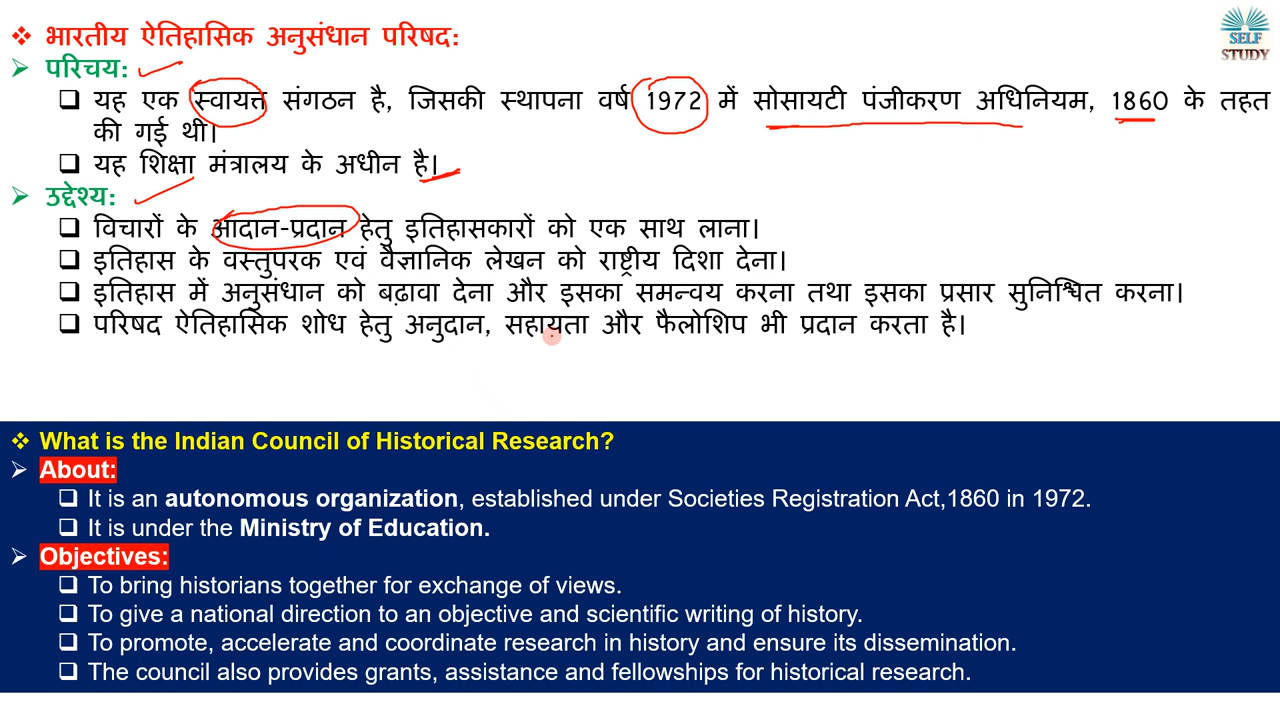 ❖ भारतीय ऐतिहासिक अनुसंधान परिषद:
SELF
STUDY
➢ परिचय:
❑ यह एक स्वायत्त संगठन है, जिसकी स्थापना वर्ष 1972 में सोसायटी पंजीकरण अधिनियम, 1860 के तहत
की गई थी।
❑ यह शिक्षा मंत्रालय के अधीन है।
➢ उद्देश्य:
❑ विचारों के आदान-प्रदान हेतु इतिहासकारों को एक साथ लाना।
❑ इतिहास के वस्तुपरक एवं वैज्ञानिक लेखन को राष्ट्रीय दिशा देना।
❑ इतिहास में अनुसंधान को बढ़ावा देना और इसका समन्वय करना तथा इसका प्रसार सुनिश्चित करना।
❑ परिषद ऐतिहासिक शोध हेतु अनुदान, सहायता और फैलोशिप भी प्रदान करता है।
❖ What is the Indian Council of Historical Research?
➢ About:
❑ It is an autonomous organization, established under Societies Registration Act,1860 in 1972.
❑ It is under the Ministry of Education.
➢ Objectives:
❑ To bring historians together for exchange of views.
❑ To give a national direction to an objective and scientific writing of history.
❑ To promote, accelerate and coordinate research in history and ensure its dissemination.
❑ The council also provides grants, assistance and fellowships for historical research.